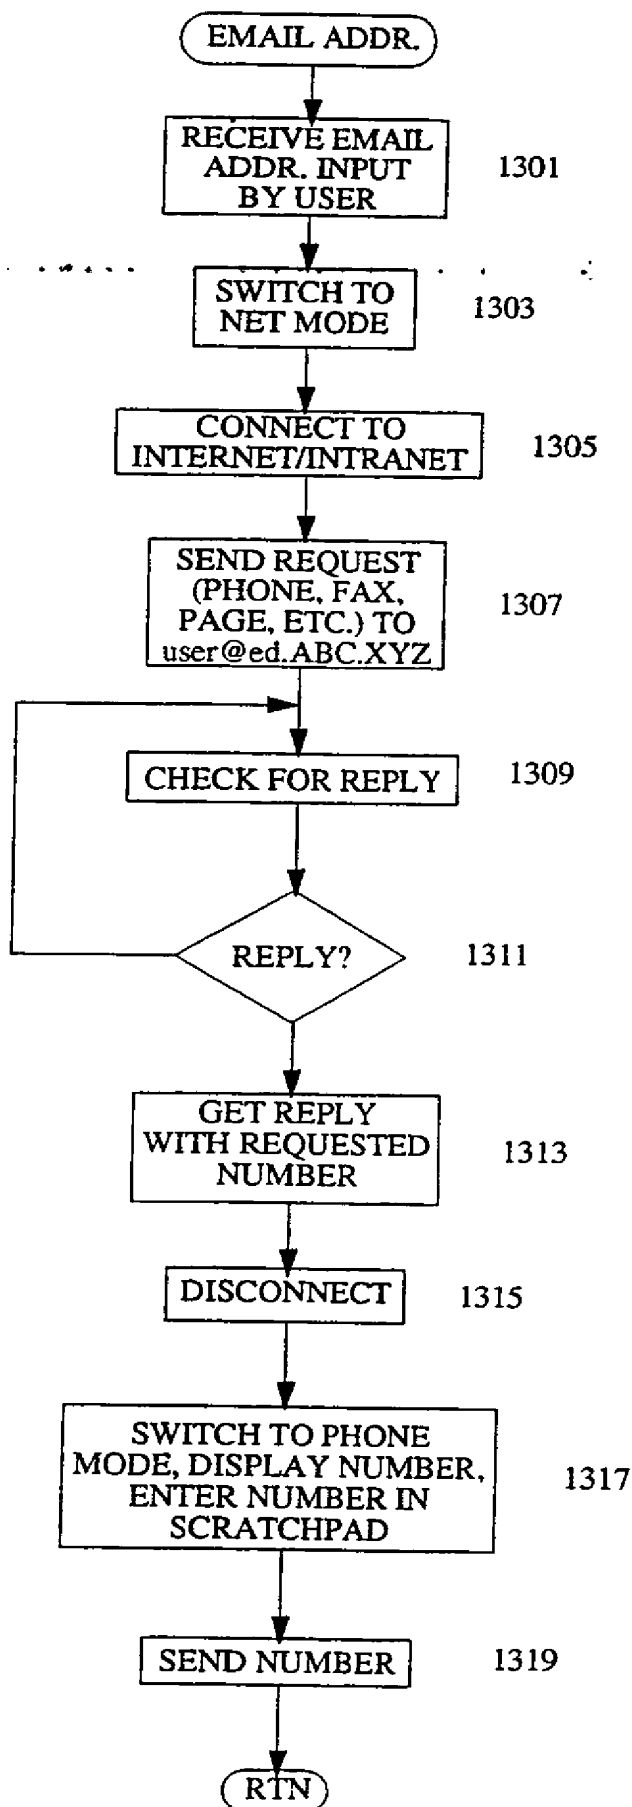 EMAIL ADDR.
RECEIVE EMAIL
ADDR. INPUT
BY USER
1301
SWITCH TO
NET MODE
1303
CONNECT TO
INTERNET/INTRANET
1305
SEND REQUEST
(PHONE, FAX,
PAGE, ETC.) TO
user@ed.ABC.XYZ
1307
CHECK FOR REPLY
1309
REPLY?
1311
GET REPLY
WITH REQUESTED
NUMBER
1313
DISCONNECT
1315
SWITCH TO PHONE
MODE, DISPLAY NUMBER,
ENTER NUMBER IN
SCRATCHPAD
1317
SEND NUMBER
1319
RTN